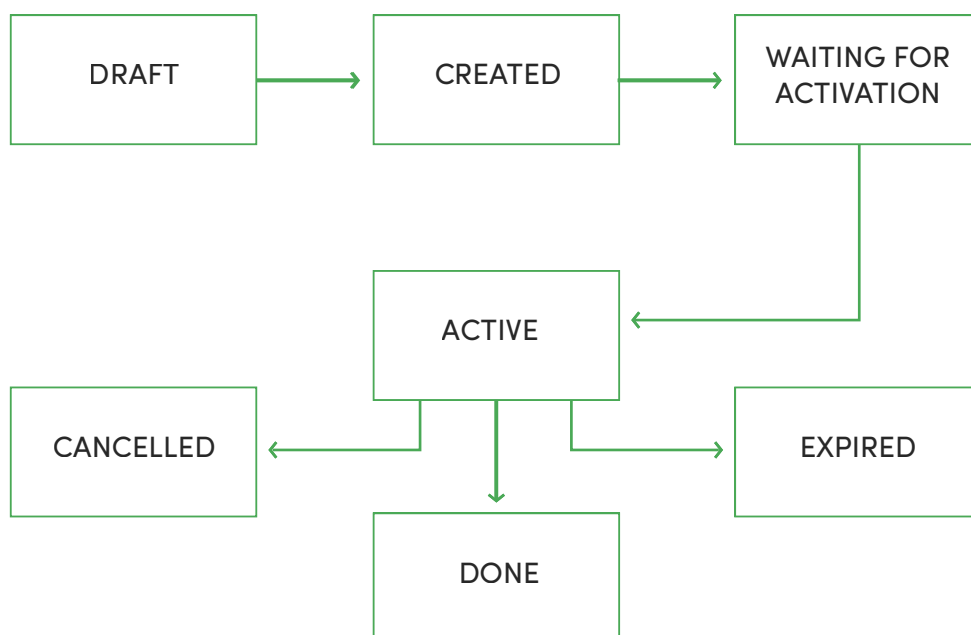 DRAFT
CREATED
WAITING FOR
ACTIVATION
ACTIVE
CANCELLED
EXPIRED
DONE